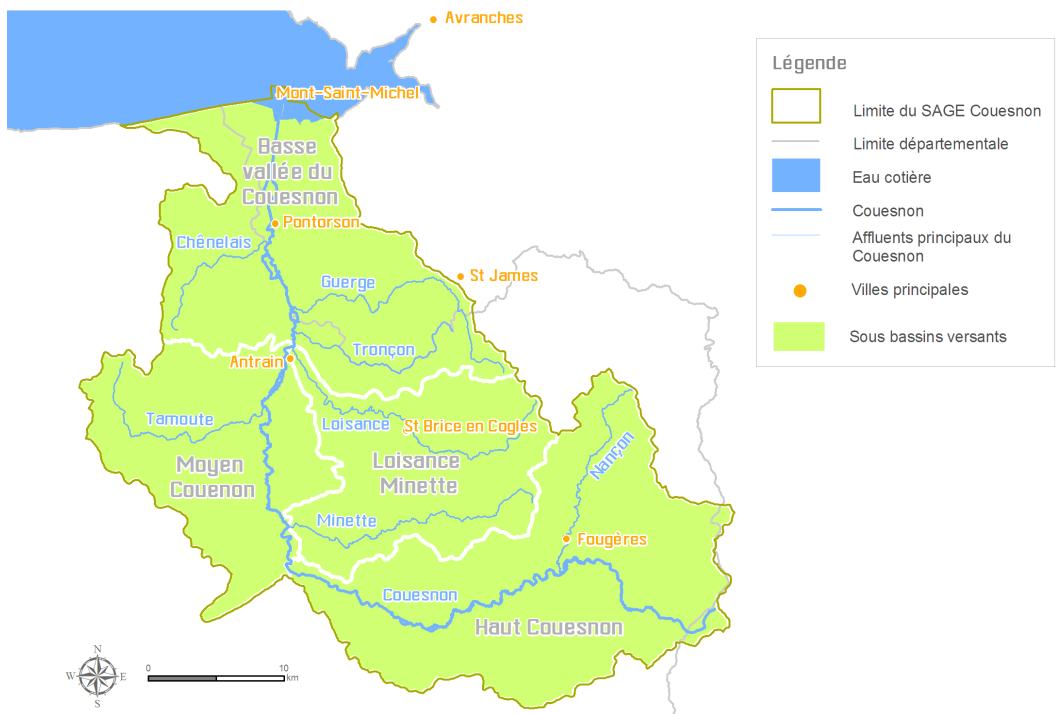 Avranches
Mont-Saint-Michel
Basse
vallée du
Couesnon
Pontorson
Chênelais
Guerge
St James
Tronçon
Antrain
Tamoute
Loisance
St Brice en Cogles
Nançon
Moyen
Couenon
Loisance
Minette
Minette
Fougères
Couesnon
Haut Couesnon
N
W
E
S
0
10
km
Légende
Limite du SAGE Couesnon
Limite départementale
Eau cotière
Couesnon
Affluents principaux du
Couesnon
Villes principales
Sous bassins versants